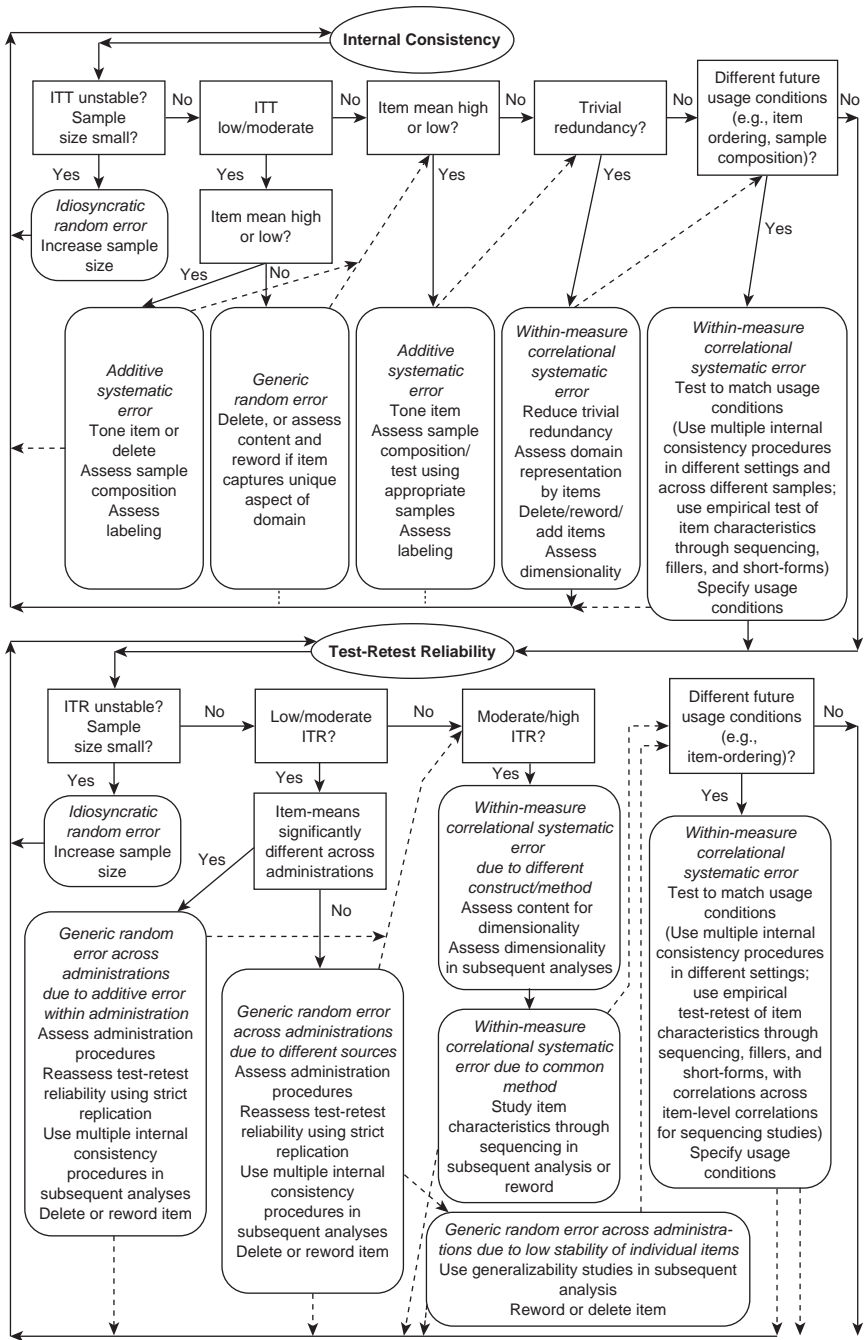 Internal Consistency
ITT unstable?
Sample
size small?
No
ITT
low/moderate
No
Item mean high
or low?
No
Trivial
redundancy?
No
Different future
usage conditions
(e.g., item
ordering, sample
composition)?
No
Yes
Idiosyncratic
random error
Increase sample
size
Yes
Item mean high
or low?
Yes
Yes
Yes
Yes
No
Additive
systematic
error
Tone item or
delete
Assess sample
composition
Assess
labeling
Generic
random error
Delete, or assess
content and
reword if item
captures unique
aspect of
domain
Additive
systematic
error
Tone item
Assess sample
composition/
test using
appropriate
samples
Assess
labeling
Within-measure
correlational
systematic
error
Reduce trivial
redundancy
Assess domain
representation
by items
Delete/reword/
add items
Assess
dimensionality
Within-measure
correlational
systematic error
Test to match usage
conditions
(Use multiple internal
consistency procedures
in different settings and
across different samples;
use empirical test of
item characteristics
through sequencing,
fillers, and short-forms)
Specify usage
conditions
Test-Retest Reliability
ITR unstable?
Sample
size small?
No
Low/moderate
ITR?
No
Moderate/high
ITR?
Different future
usage conditions
(e.g.,
item-ordering)?
No
Yes
Idiosyncratic
random error
Increase sample
size
Yes
Item-means
significantly
different across
administrations
Yes
No
Yes
Within-measure
correlational systematic
error
due to different
construct/method
Assess content for
dimensionality
Assess dimensionality
in subsequent analyses
Yes
Within-measure
correlational
systematic error
Test to match usage
conditions
(Use multiple internal
consistency procedures
in different settings;
use empirical
test-retest of item
characteristics through
sequencing, fillers, and
short-forms, with
correlations across
item-level correlations
for sequencing studies)
Specify usage
conditions
Generic random
error across
administrations
due to additive error
within administration
Assess administration
procedures
Reassess test-retest
reliability using strict
replication
Use multiple internal
consistency
procedures in
subsequent analyses
Delete or reword item
Generic random error
across administrations
due to different sources
Assess administration
procedures
Reassess test-retest
reliability using strict
replication
Use multiple internal
consistency
procedures in
subsequent analyses
Delete or reword item
Within-measure
correlational systematic
error due to common
method
Study item
characteristics through
sequencing in
subsequent analysis or
reword
Generic random error across administra-
tions due to low stability of individual items
Use generalizability studies in subsequent
analysis
Reword or delete item